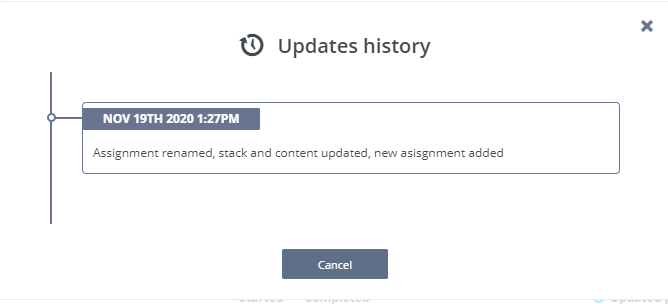 Updates history
NOV 19TH 2020 1:27PM
Assignment renamed, stack and content updated, new asisgnment added
Cancel